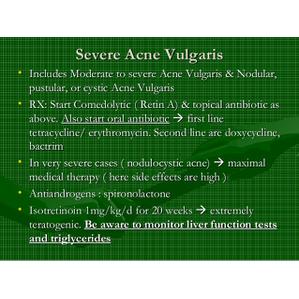 Severe Acne Vulgaris
• Includes Moderate to severe Acne Vulgaris & Nodular,
pustular, or cystic Acne Vulgaris
• RX: Start Comedolytic ( Retin A) & topical antibiotic as
above. Also start oral antibiotic → first line
tetracycline/ erythromycin. Second line are doxycycline,
bactrim
• In very severe cases ( nodulocystic acne) → maximal
medical therapy ( here side effects are high )
• Antiandrogens : spironolactone
• Isotretinoin 1mg/kg/d for 20 weeks → extremely
teratogenic. Be aware to monitor liver function tests
and triglycerides